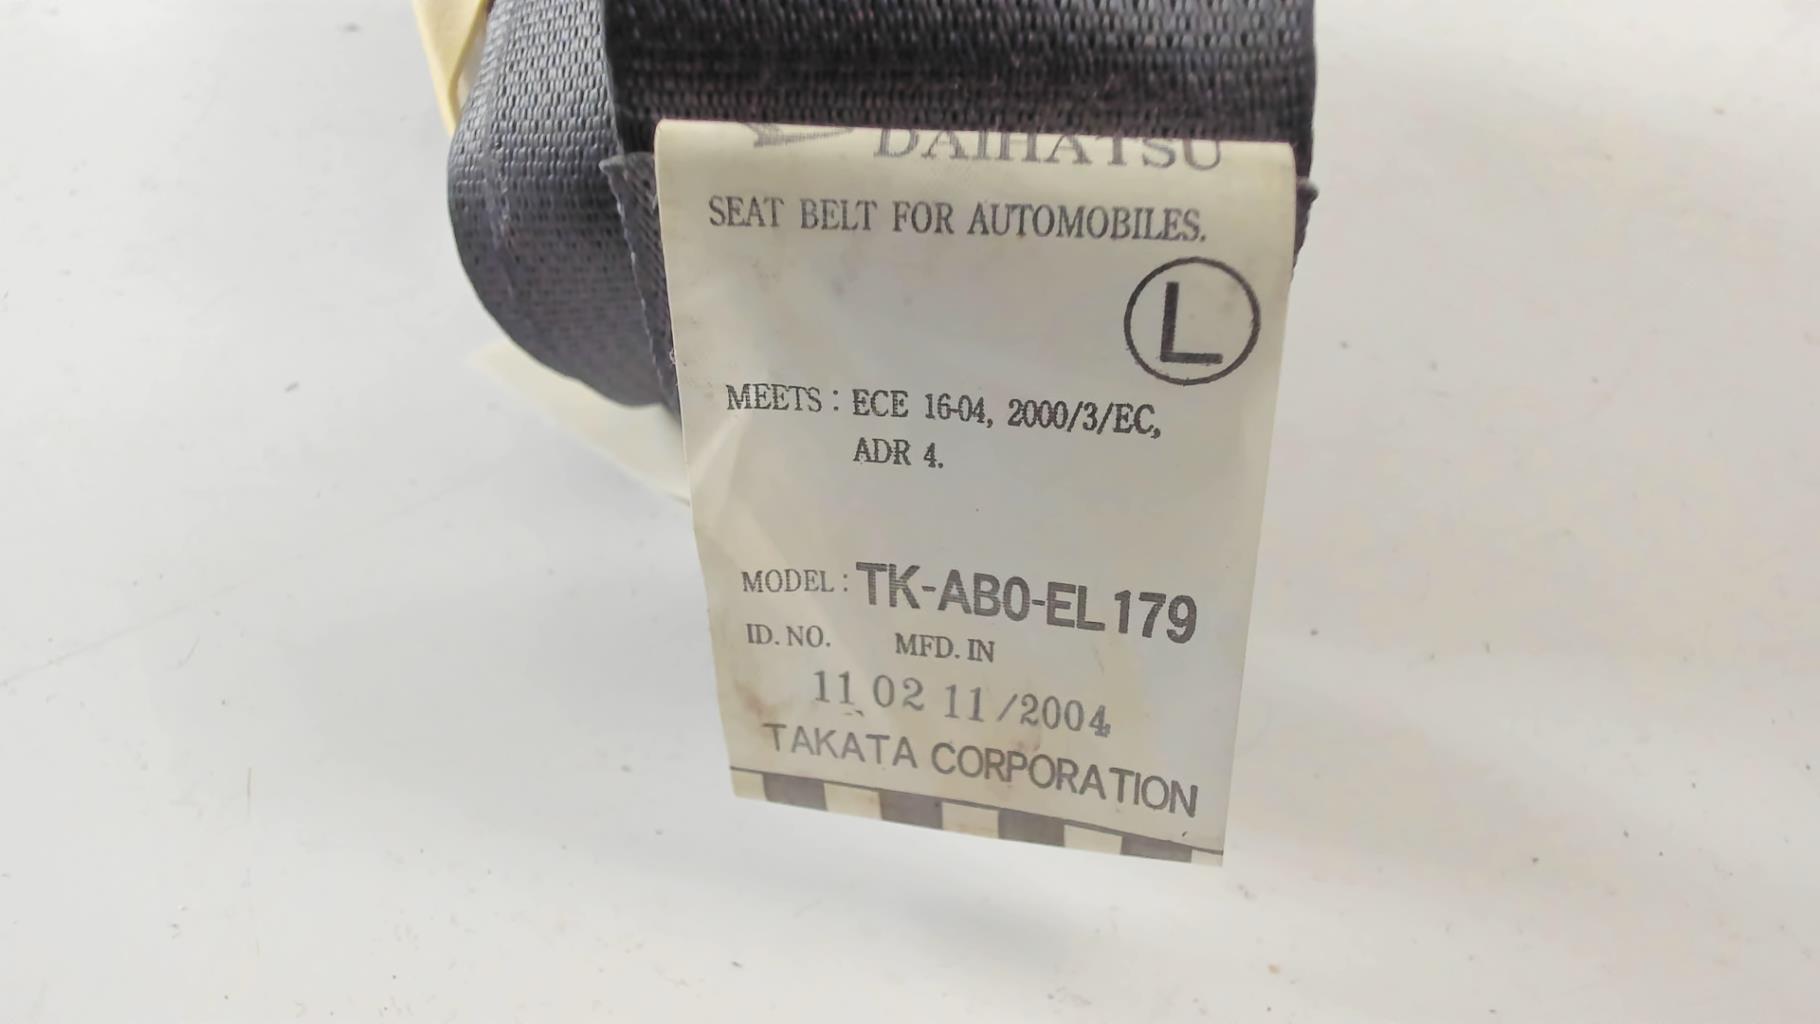 DAIHATSU
SEAT BELT FOR AUTOMOBILES.
L
MEETS : ECE 16-04, 2000/3/EC,
ADR 4.
MODEL : TK-AB0-EL179
ID. NO. MFD. IN
11 02 11/2004
TAKATA CORPORATION